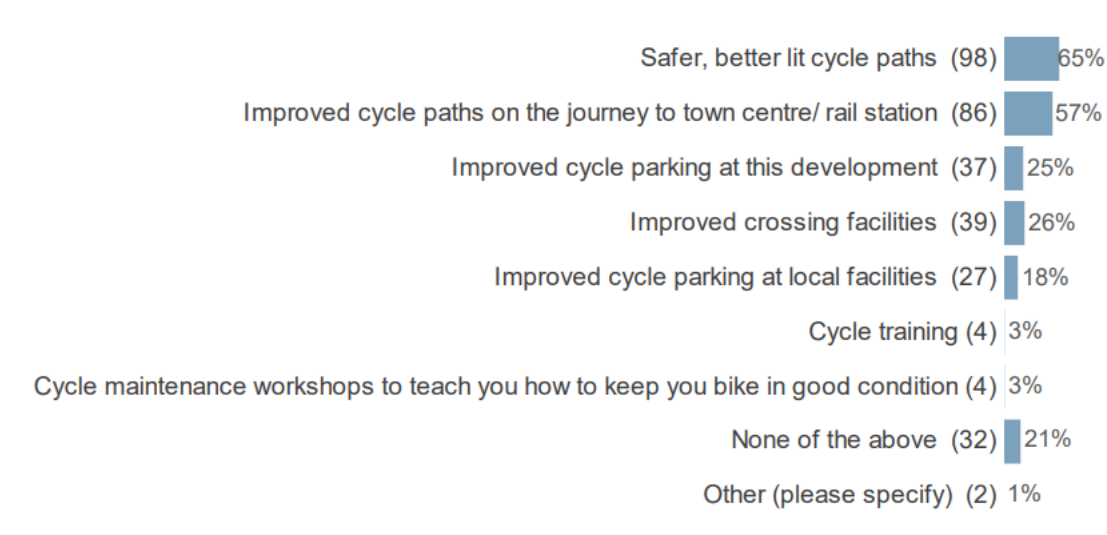 Safer, better lit cycle paths (98) 65%
Improved cycle paths on the journey to town centre/ rail station (86) 57%
Improved cycle parking at this development (37) 25%
Improved crossing facilities (39) 26%
Improved cycle parking at local facilities (27) 18%
Cycle training (4) 3%
Cycle maintenance workshops to teach you how to keep you bike in good condition (4) 3%
None of the above (32) 21%
Other (please specify) (2) 1%